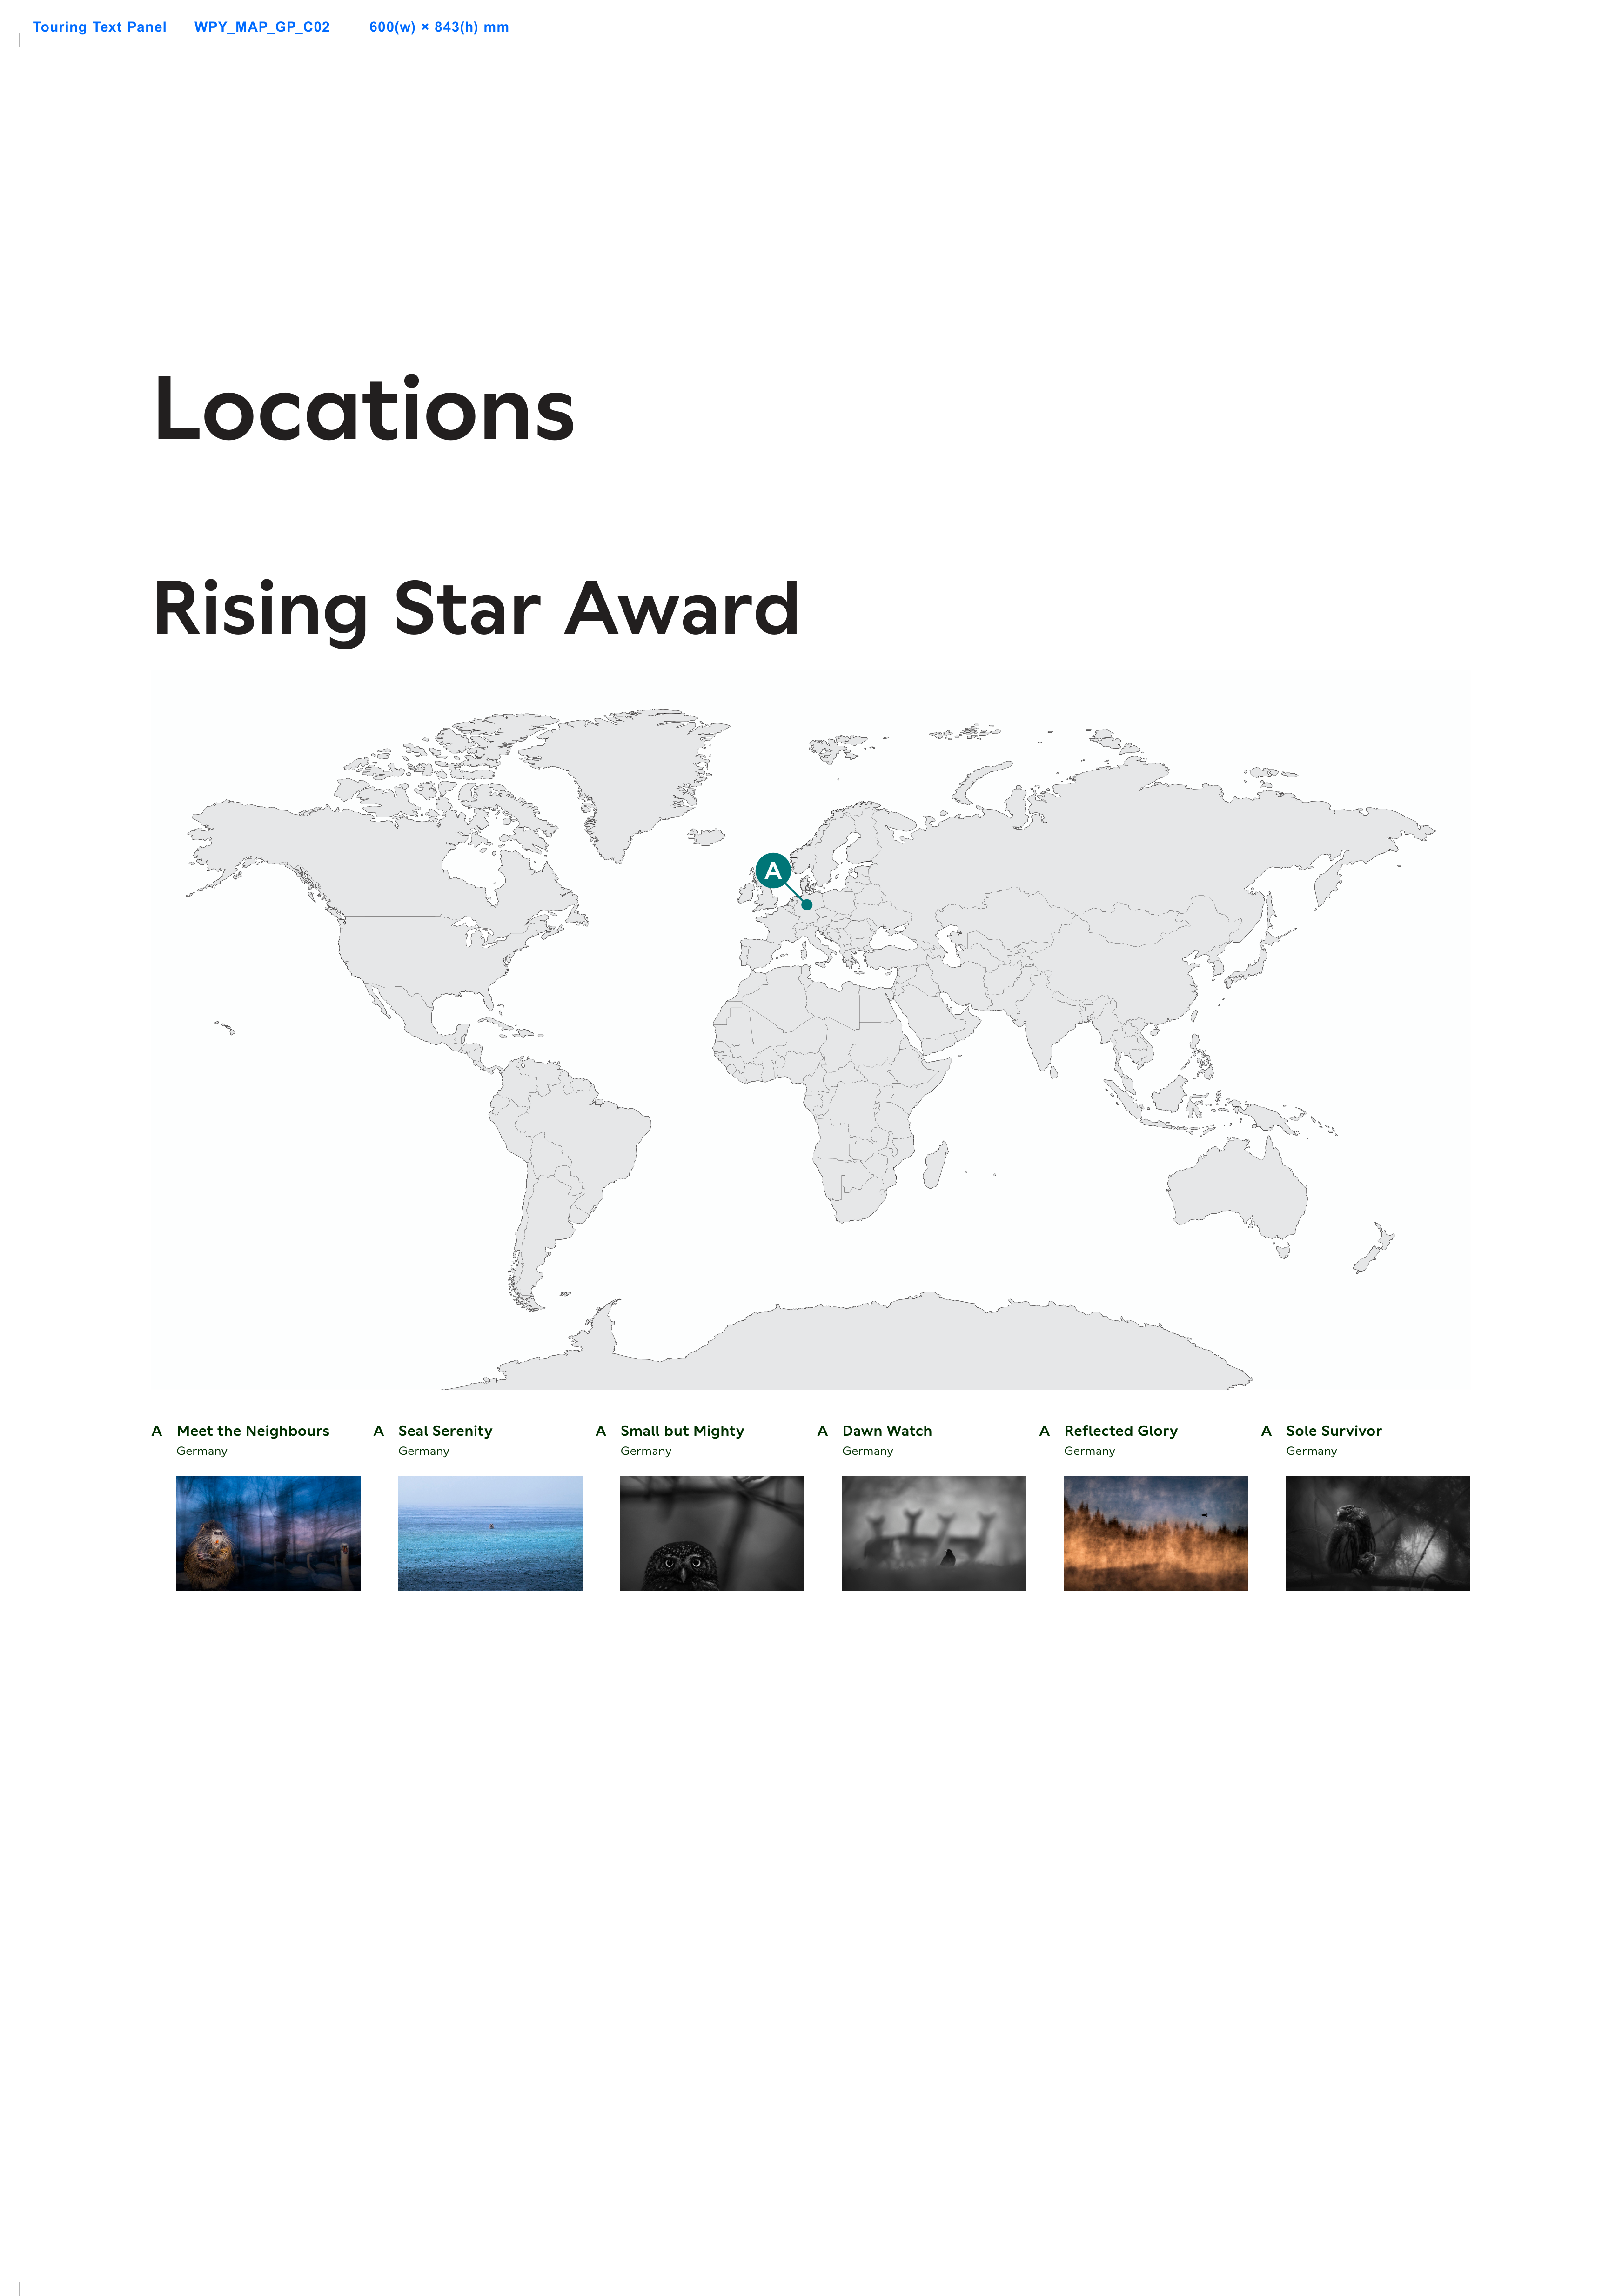 Touring Text Panel WPY_MAP_GP_C02 600(w) × 843(h) mm
Locations
Rising Star Award
A
A Meet the Neighbours
Germany
A Seal Serenity
Germany
A Small but Mighty
Germany
A Dawn Watch
Germany
A Reflected Glory
Germany
A Sole Survivor
Germany